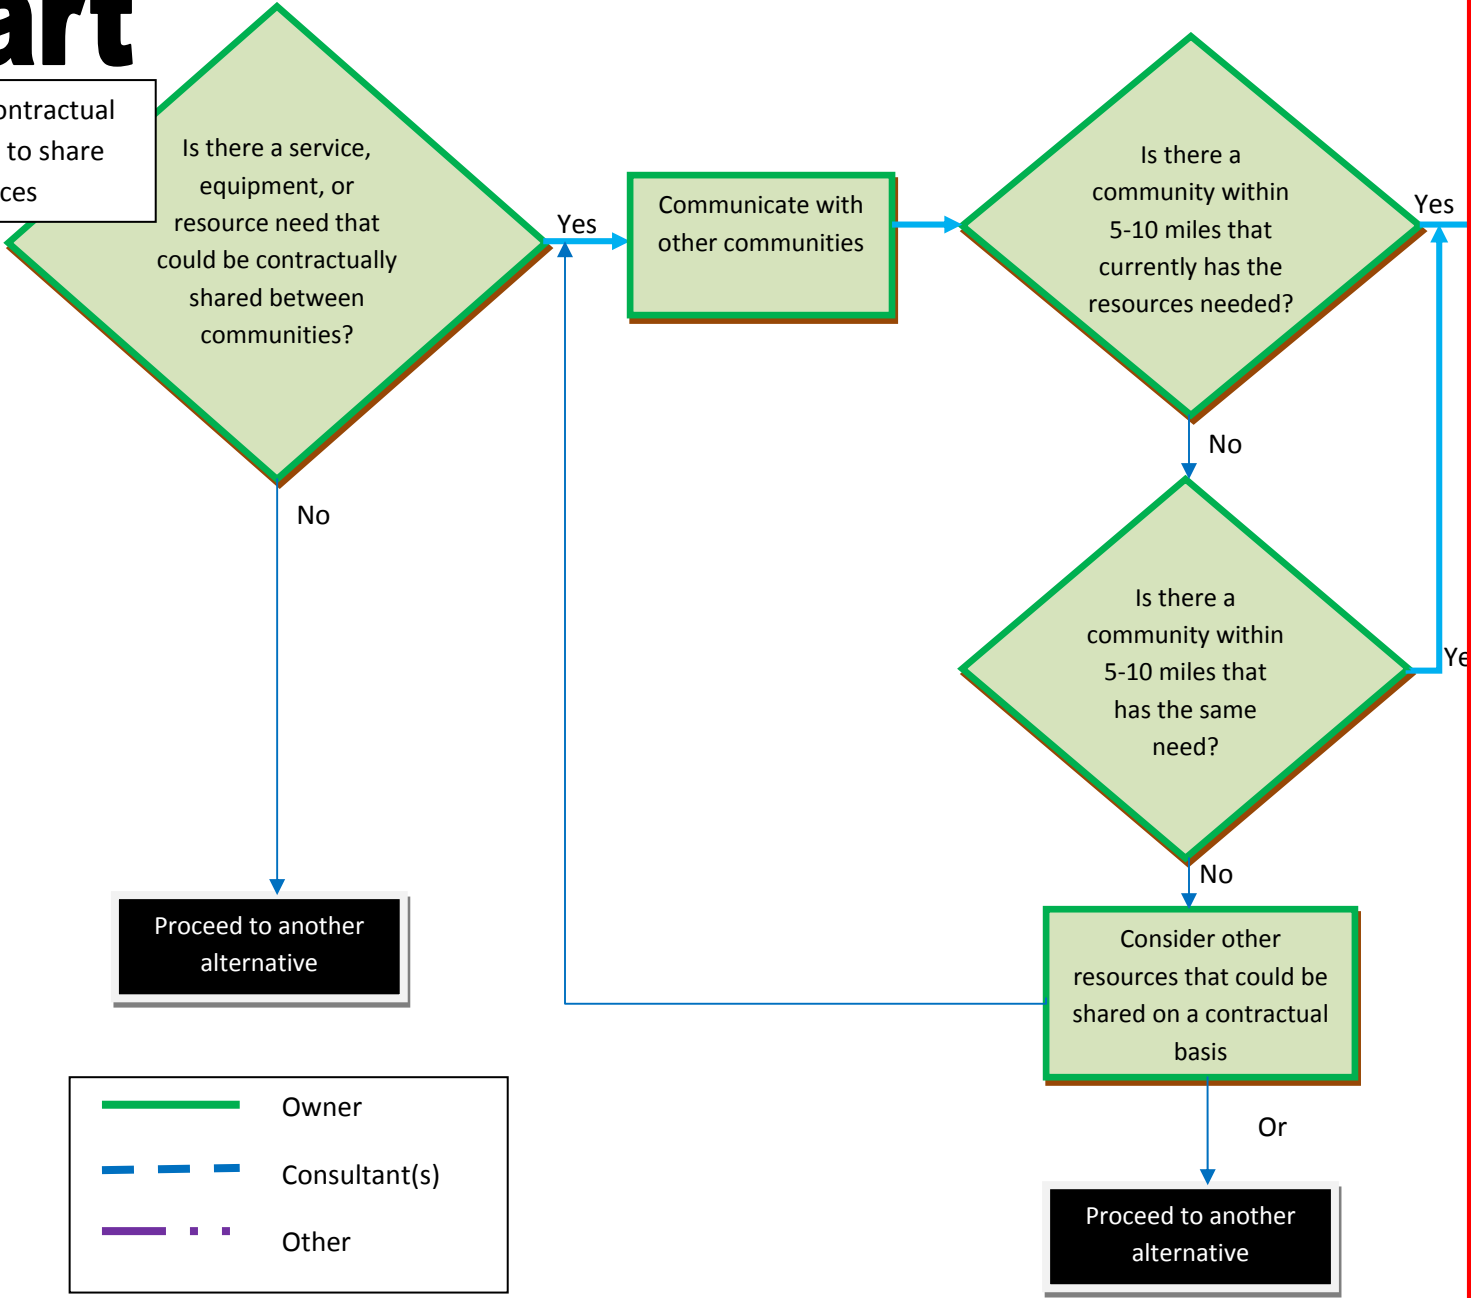 art
ontractual
to share
ces
Is there a service,
equipment, or
resource need that
could be contractually
shared between
communities?
Yes
Communicate with
other communities
Is there a
community within
5-10 miles that
currently has the
resources needed?
Yes
No
No
Is there a
community within
5-10 miles that
has the same
need?
Ye
No
Proceed to another
alternative
Consider other
resources that could be
shared on a contractual
basis
Or
Owner
Consultant(s)
Other
Proceed to another
alternative